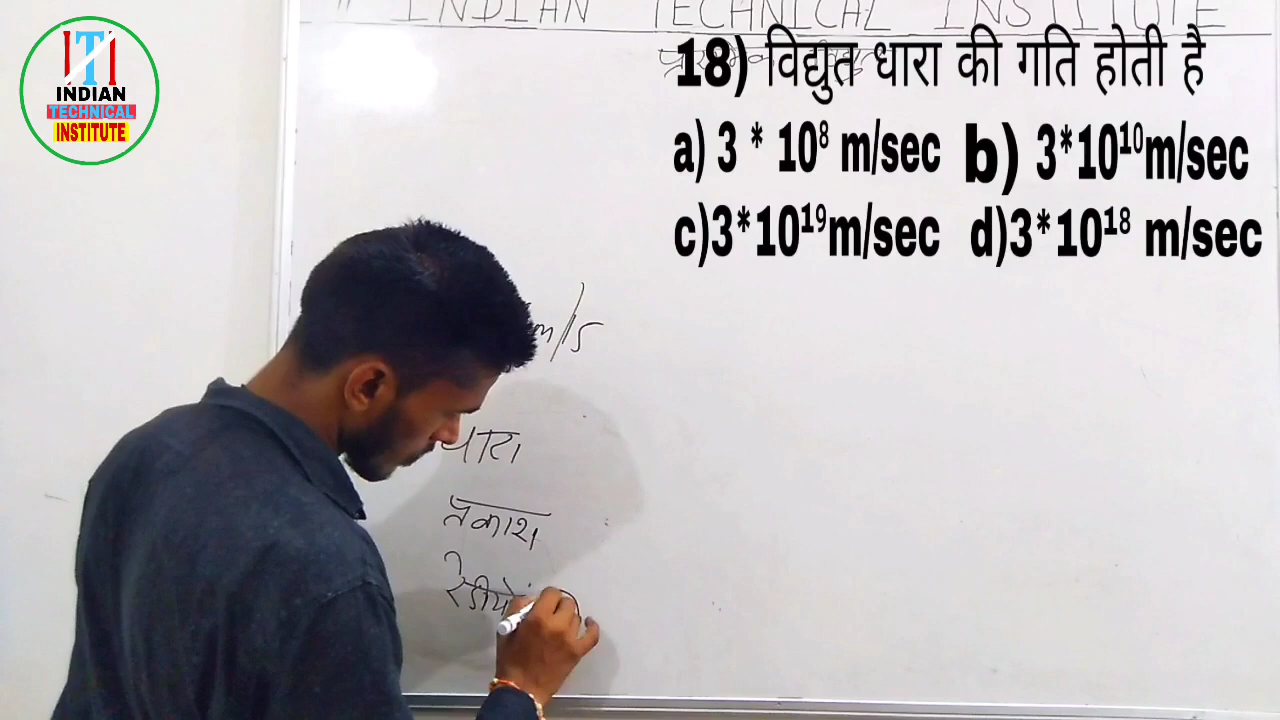 " INDIAN TECHNICAL INSTITUTE
ITI
INDIAN
TECHNICAL
INSTITUTE
18) विद्युत धारा की गति होती है
a) 3 * 10⁸ m/sec b) 3*10¹⁰m/sec
c)3*10¹⁹m/sec d)3*10¹⁸ m/sec
m/s
धारा
प्रकाश